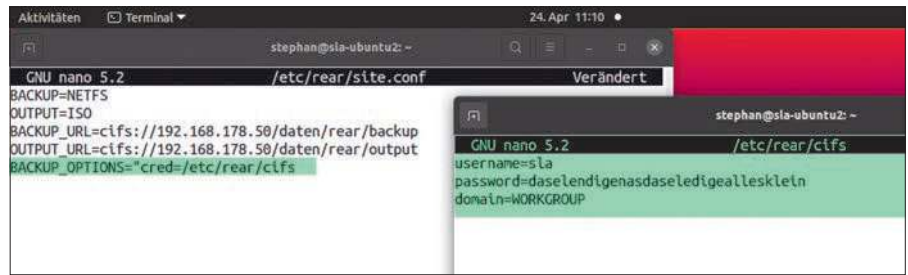 Aktivitäten Terminal 24. Apr 11:10
stephan@sla-ubuntu2: ~
GNU nano 5.2 /etc/rear/site.conf Verändert
BACKUP=NETFS
OUTPUT=ISO
BACKUP_URL=cifs://192.168.178.50/daten/rear/backup
OUTPUT_URL=cifs://192.168.178.50/daten/rear/output
BACKUP_OPTIONS="cred=/etc/rear/cifs
stephan@sla-ubuntu2: ~
GNU nano 5.2 /etc/rear/cifs
username=sla
password=daselendigenasdaseledigeallesklein
domain=WORKGROUP